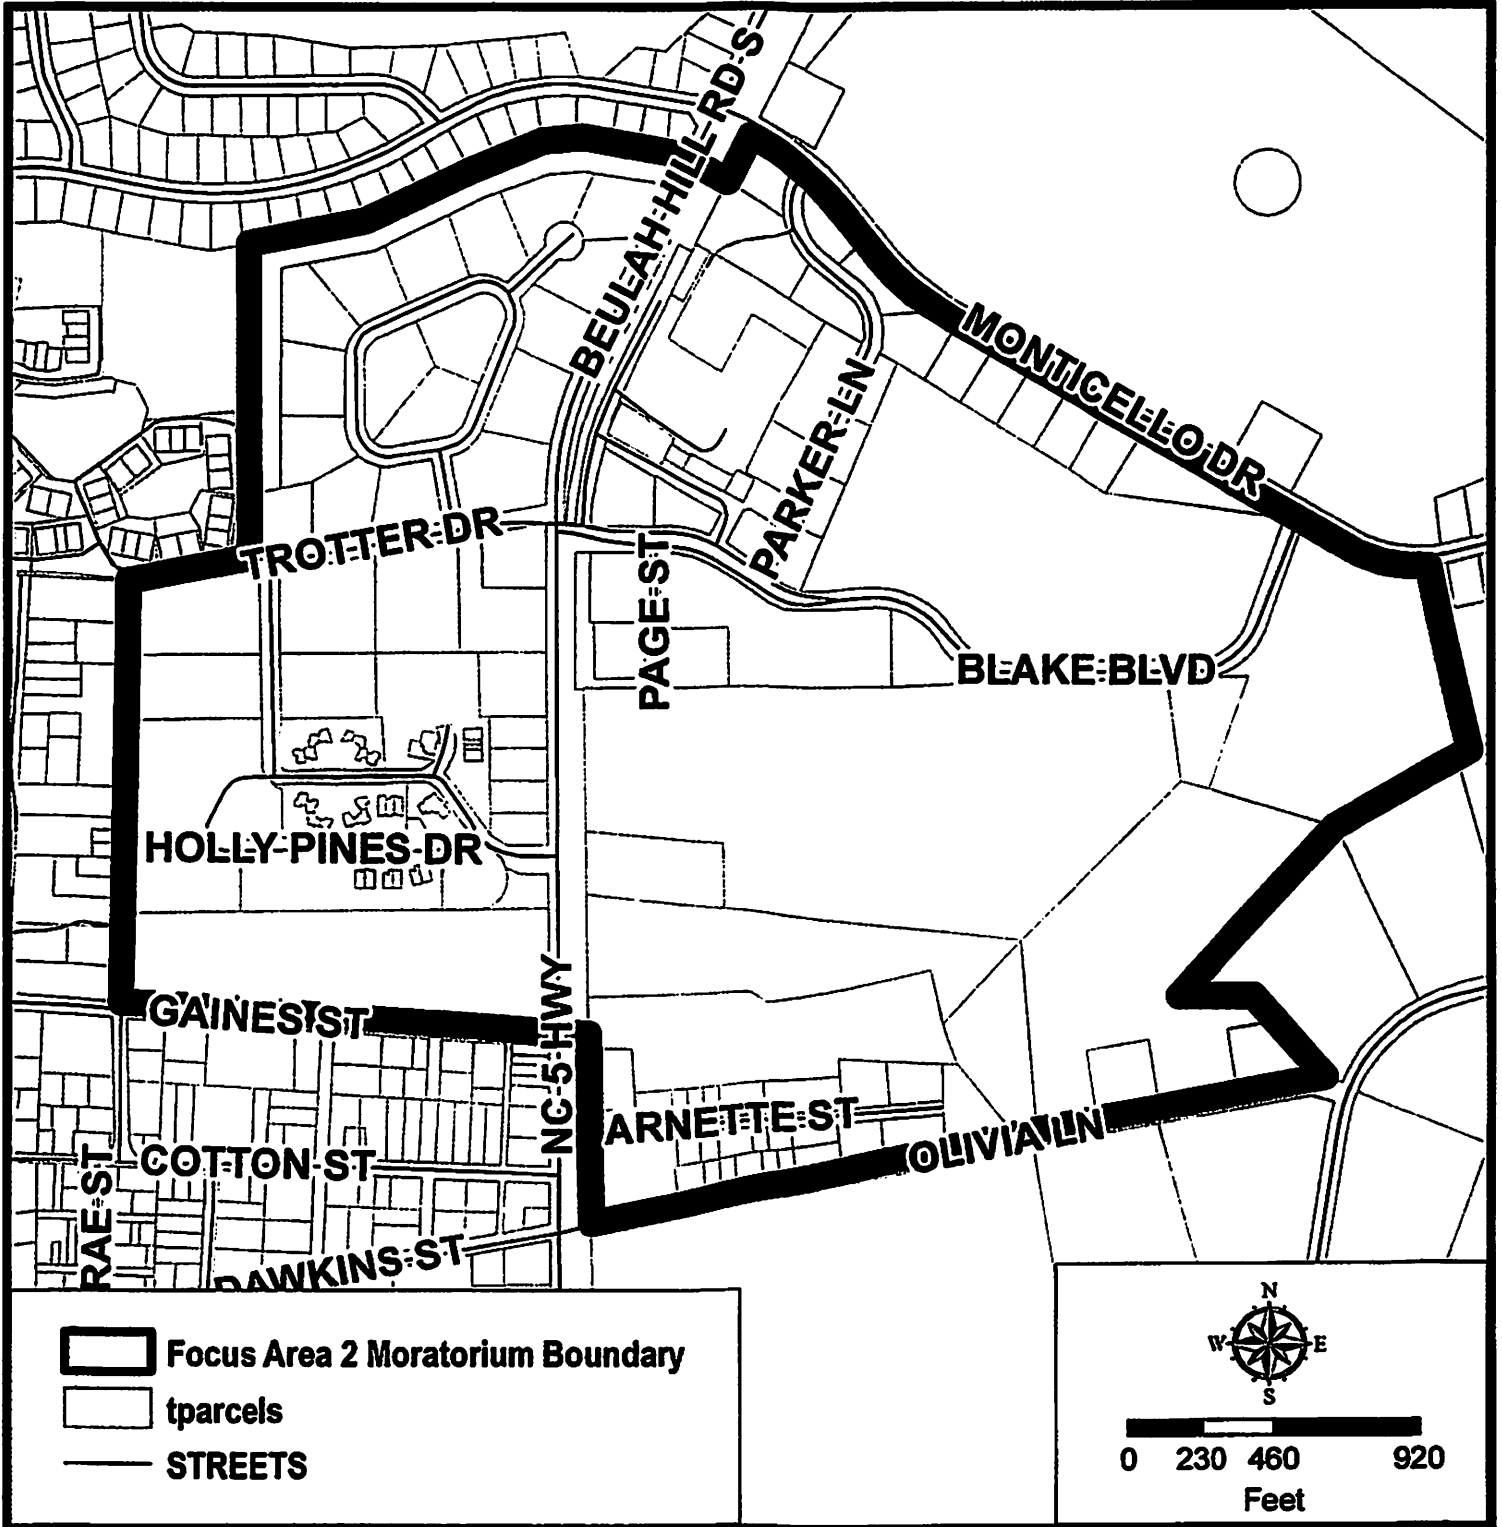 BEULAH HILL RD S
MONTICELLO DR
PARKER LN
TROTTER DR
PAGE ST
BLAKE BLVD
HOLLY PINES DR
GAINES ST
NC 5 HWY
ARNETTE ST
OLIVIA LN
COTTON ST
RAE ST
DAWKINS ST
Focus Area 2 Moratorium Boundary
tparcels
STREETS
N
W E
S
0 230 460 920
Feet